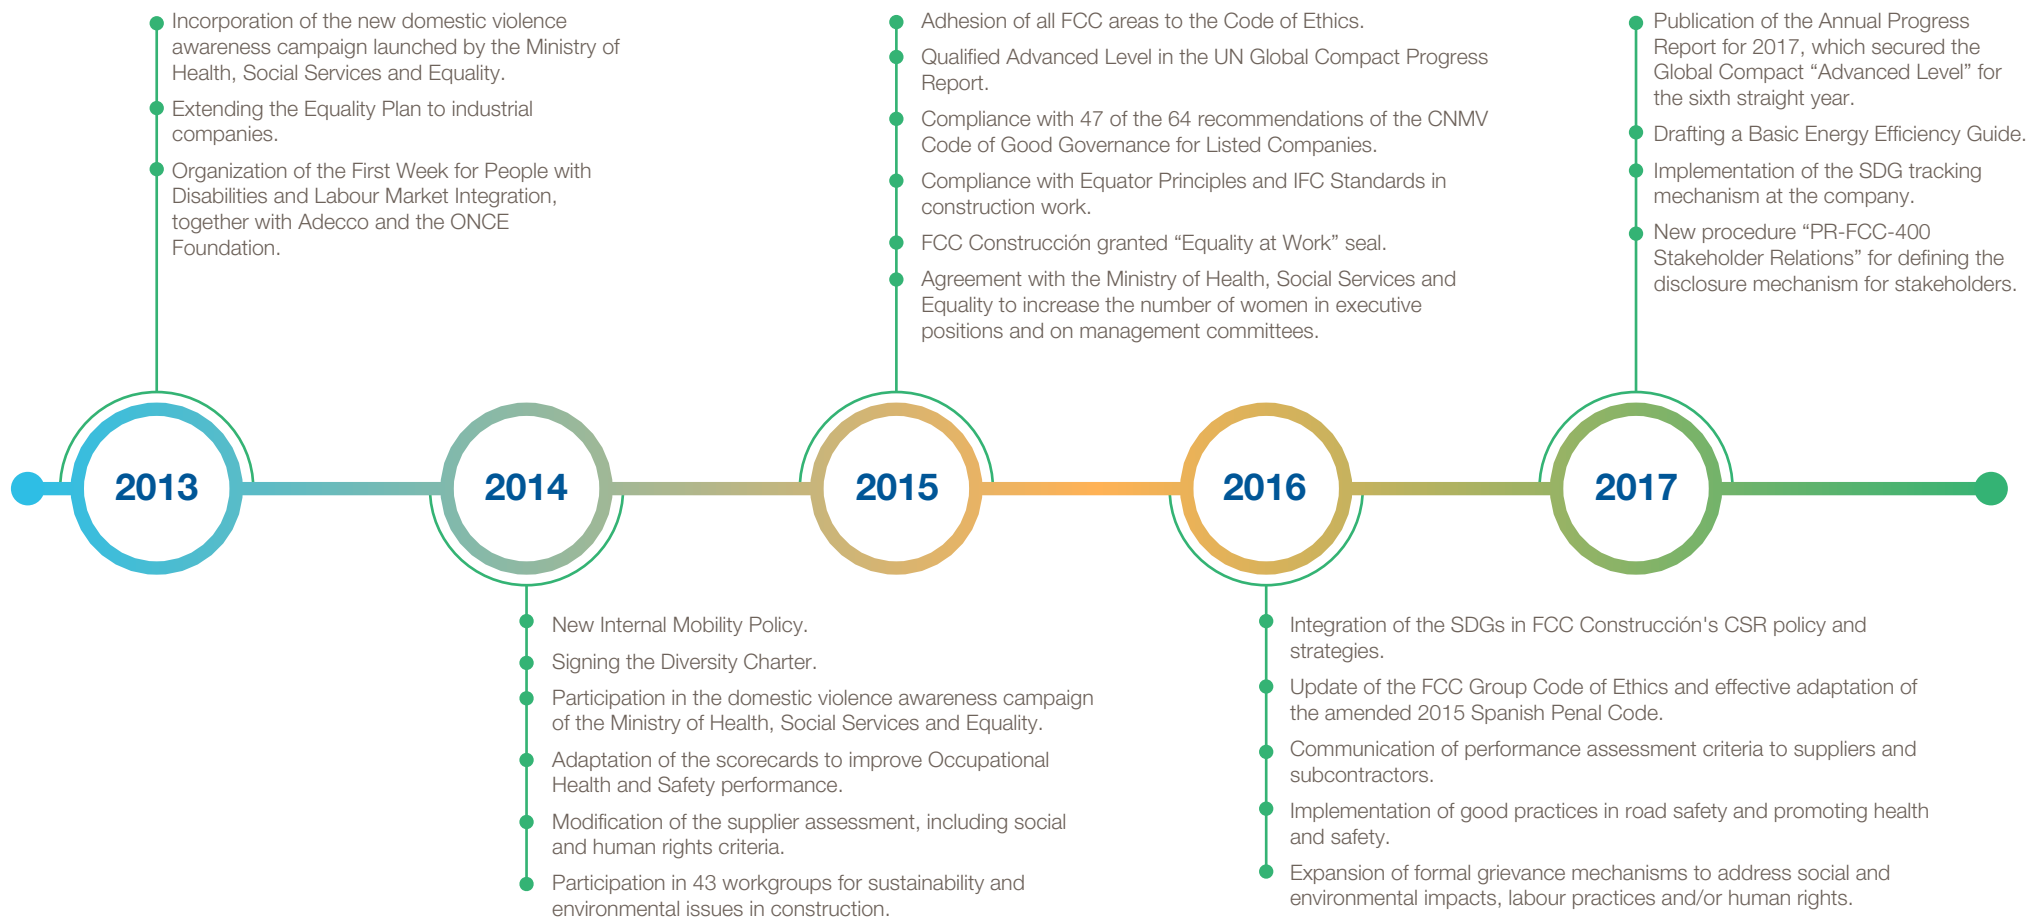 Incorporation of the new domestic violence
awareness campaign launched by the Ministry of
Health, Social Services and Equality.
Extending the Equality Plan to industrial
companies.
Organization of the First Week for People with
Disabilities and Labour Market Integration,
together with Adecco and the ONCE
Foundation.
Adhesion of all FCC areas to the Code of Ethics.
Qualified Advanced Level in the UN Global Compact Progress
Report.
Compliance with 47 of the 64 recommendations of the CNMV
Code of Good Governance for Listed Companies.
Compliance with Equator Principles and IFC Standards in
construction work.
FCC Construcción granted “Equality at Work” seal.
Agreement with the Ministry of Health, Social Services and
Equality to increase the number of women in executive
positions and on management committees.
Publication of the Annual Progress
Report for 2017, which secured the
Global Compact “Advanced Level” for
the sixth straight year.
Drafting a Basic Energy Efficiency Guide.
Implementation of the SDG tracking
mechanism at the company.
New procedure “PR-FCC-400
Stakeholder Relations” for defining the
disclosure mechanism for stakeholders.
2013
2014
2015
2016
2017
New Internal Mobility Policy.
Signing the Diversity Charter.
Participation in the domestic violence awareness campaign
of the Ministry of Health, Social Services and Equality.
Adaptation of the scorecards to improve Occupational
Health and Safety performance.
Modification of the supplier assessment, including social
and human rights criteria.
Participation in 43 workgroups for sustainability and
environmental issues in construction.
Integration of the SDGs in FCC Construcción's CSR policy and
strategies.
Update of the FCC Group Code of Ethics and effective adaptation of
the amended 2015 Spanish Penal Code.
Communication of performance assessment criteria to suppliers and
subcontractors.
Implementation of good practices in road safety and promoting health
and safety.
Expansion of formal grievance mechanisms to address social and
environmental impacts, labour practices and/or human rights.